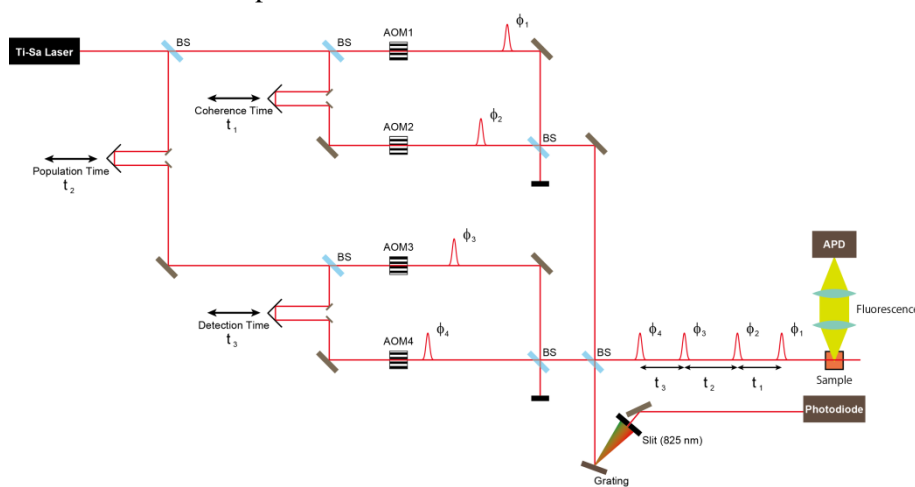 ϕ₁
Ti-Sa Laser
BS
BS
AOM1
Coherence Time
t₁
ϕ₂
AOM2
BS
Population Time
t₂
ϕ₃
AOM3
BS
APD
Fluorescence
Detection Time
t₃
ϕ₄
AOM4
BS
BS
ϕ₄ ϕ₃ ϕ₂ ϕ₁
t₃ t₂ t₁
Sample
Photodiode
Slit (825 nm)
Grating